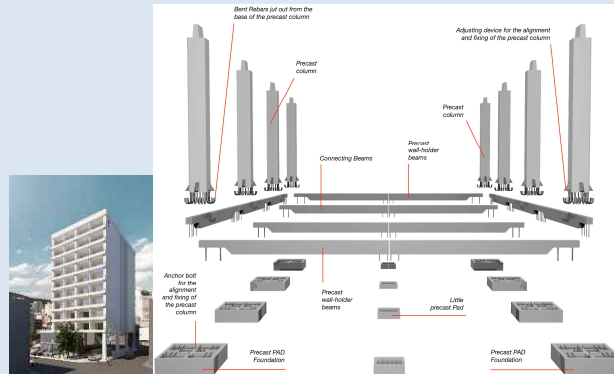 Bent Rebars jut out from the
base of the precast column
Adjusting device for the alignment
and fixing of the precast column
Precast
column
Precast
column
Precast
wall-holder
beams
Connecting Beams
Anchor bolt
for the
alignment
and fixing of
the precast
column
Precast
wall-holder
beams
Little
precast Pad
Precast PAD
Foundation
Precast PAD
Foundation